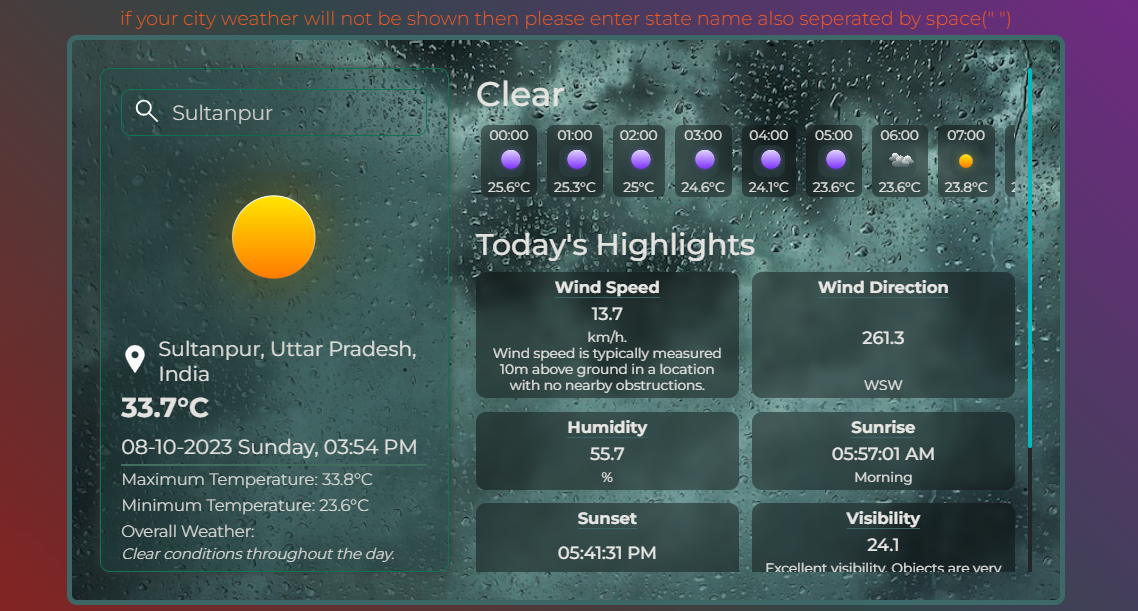 if your city weather will not be shown then please enter state name also seperated by space(" ")
Sultanpur
Sultanpur, Uttar Pradesh,
India
33.7°C
08-10-2023 Sunday, 03:54 PM
Maximum Temperature: 33.8°C
Minimum Temperature: 23.6°C
Overall Weather:
Clear conditions throughout the day.
Clear
00:00 01:00 02:00 03:00 04:00 05:00 06:00 07:00
25.6°C 25.3°C 25°C 24.6°C 24.1°C 23.6°C 23.6°C 23.8°C
Today's Highlights
Wind Speed
13.7
km/h.
Wind speed is typically measured
10m above ground in a location
with no nearby obstructions.
Wind Direction
261.3
WSW
Humidity
55.7
%
Sunrise
05:57:01 AM
Morning
Sunset
05:41:31 PM
Visibility
24.1
Excellent visibility. Objects are very